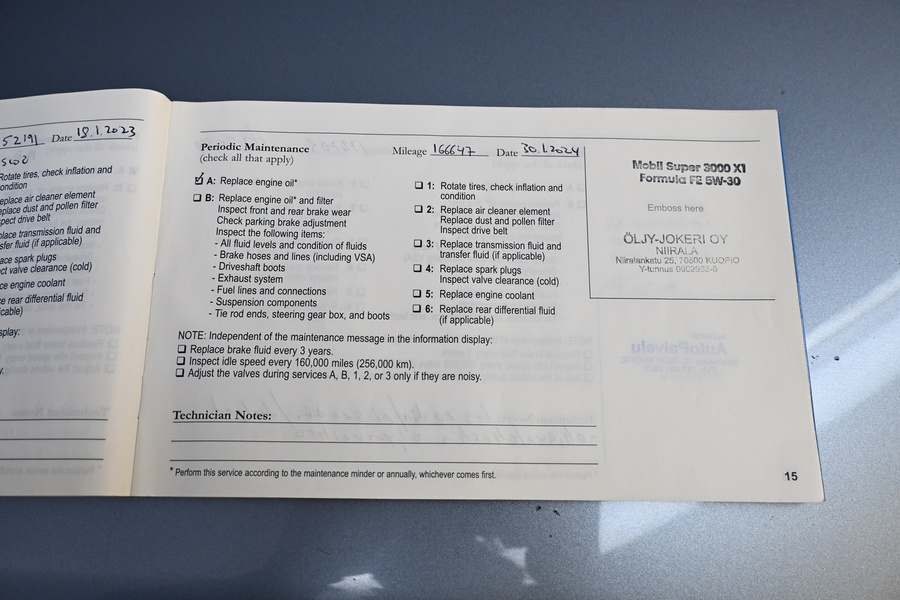 52191 Date 18.1.2023
Rotate tires, check inflation and
condition
replace air cleaner element
replace dust and pollen filter
spect drive belt
place transmission fluid and
nsfer fluid (if applicable)
lace spark plugs
ect valve clearance (cold)
ce engine coolant
ce rear differential fluid
cable)
splay:
y.
Periodic Maintenance
(check all that apply)
Mileage 166647 Date 30.1.2024
☑ A: Replace engine oil*
☐ B: Replace engine oil* and filter
Inspect front and rear brake wear
Check parking brake adjustment
Inspect the following items:
- All fluid levels and condition of fluids
- Brake hoses and lines (including VSA)
- Driveshaft boots
- Exhaust system
- Fuel lines and connections
- Suspension components
- Tie rod ends, steering gear box, and boots
☐ 1: Rotate tires, check inflation and
condition
☐ 2: Replace air cleaner element
Replace dust and pollen filter
Inspect drive belt
☐ 3: Replace transmission fluid and
transfer fluid (if applicable)
☐ 4: Replace spark plugs
Inspect valve clearance (cold)
☐ 5: Replace engine coolant
☐ 6: Replace rear differential fluid
(if applicable)
Mobil Super 3000 X1
Formula FE 5W-30
Emboss here
ÖLJY-JOKERI OY
NIIRALA
Niiralankatu 25, 70600 KUOPIO
Y-tunnus
NOTE: Independent of the maintenance message in the information display:
☐ Replace brake fluid every 3 years.
☐ Inspect idle speed every 160,000 miles (256,000 km).
☐ Adjust the valves during services A, B, 1, 2, or 3 only if they are noisy.
Technician Notes:
* Perform this service according to the maintenance minder or annually, whichever comes first.
15